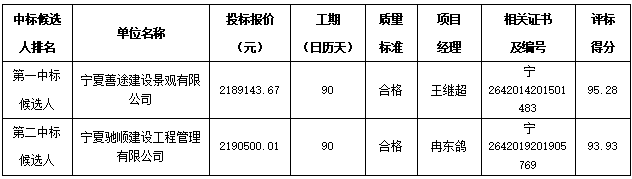 中标候选人排名 单位名称 投标报价（元） 工期（日历天） 质量标准 项目经理 相关证书及编号 评标得分
第一中标候选人 宁夏善途建设景观有限公司 2189143.67 90 合格 王继超 宁2642014201501483 95.28
第二中标候选人 宁夏驰顺建设工程管理有限公司 2190500.01 90 合格 冉东鸽 宁2642019201905769 93.93